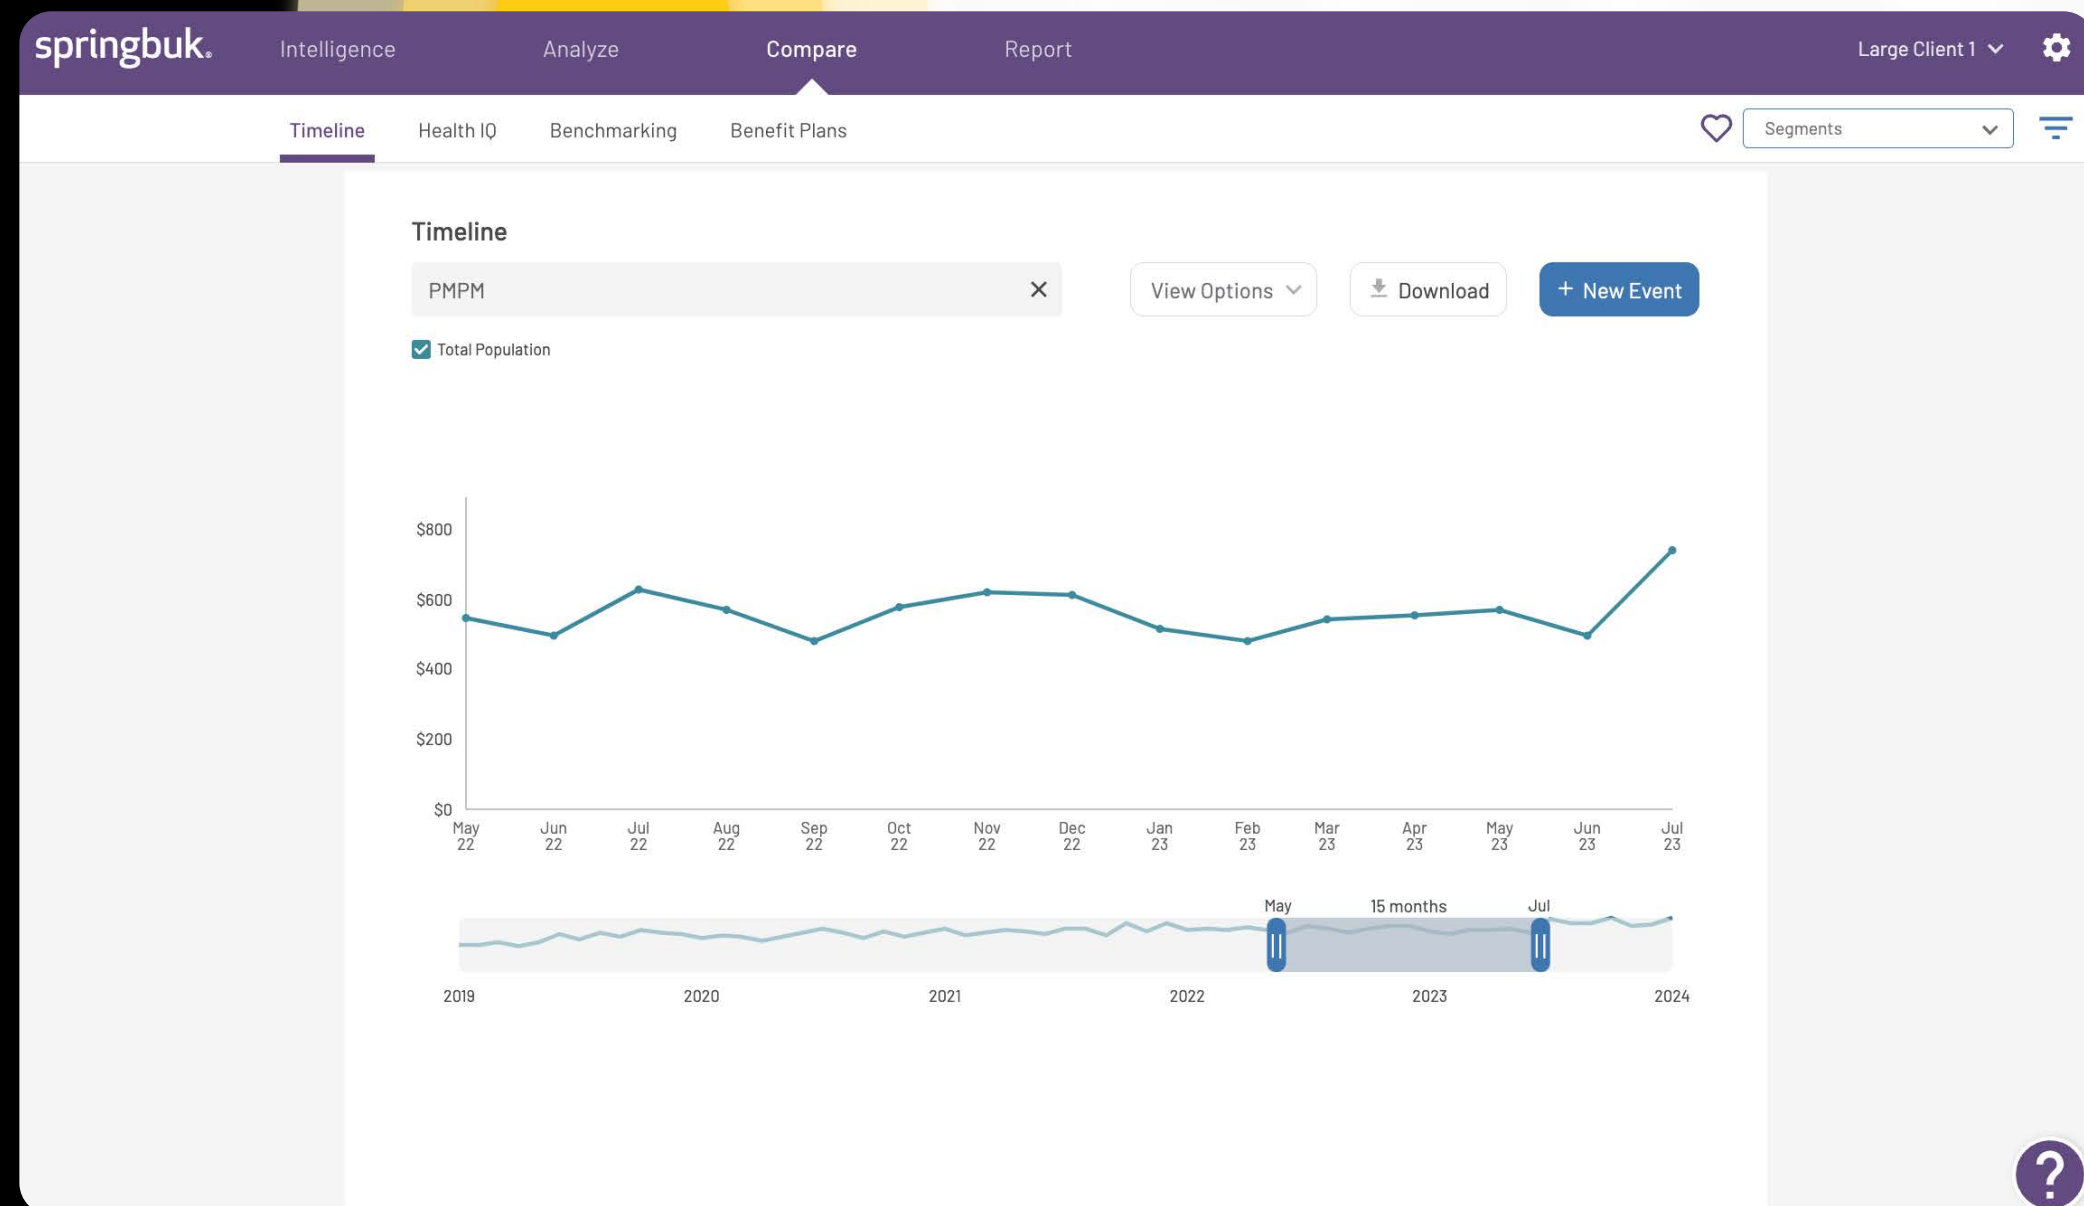 springbuk®
Intelligence
Analyze
Compare
Report
Large Client 1
Timeline
Health IQ
Benchmarking
Benefit Plans
Segments
Timeline
PMPM
View Options
Download
+ New Event
Total Population
$800
$600
$400
$200
$0
May 22
Jun 22
Jul 22
Aug 22
Sep 22
Oct 22
Nov 22
Dec 22
Jan 23
Feb 23
Mar 23
Apr 23
May 23
Jun 23
Jul 23
May
15 months
Jul
2019
2020
2021
2022
2023
2024
?